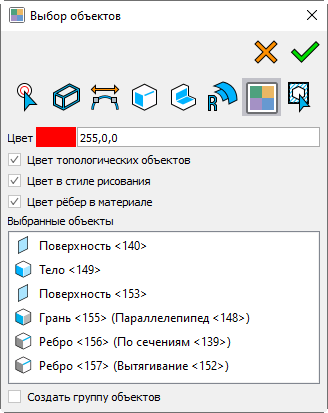 Выбор объектов
R
Цвет 255,0,0
Цвет топологических объектов
Цвет в стиле рисования
Цвет рёбер в материале
Выбранные объекты
Поверхность <140>
Тело <149>
Поверхность <153>
Грань <155> (Параллелепипед <148>)
Ребро <156> (По сечениям <139>)
Ребро <157> (Вытягивание <152>)
Создать группу объектов